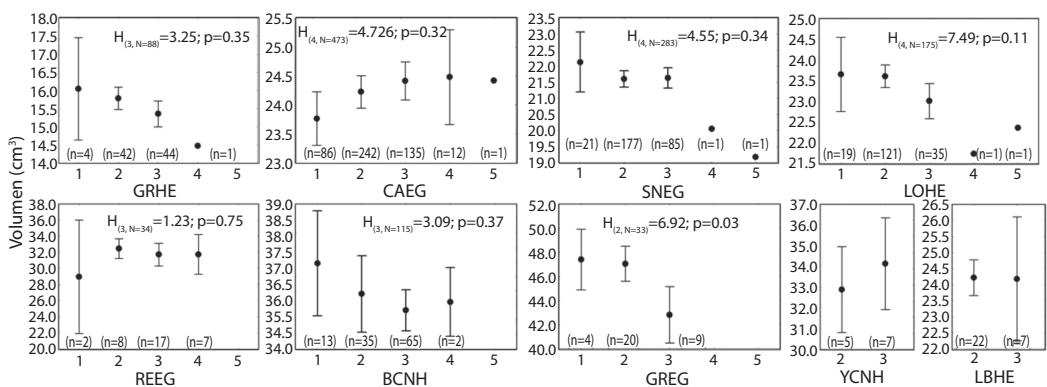 Volumen (cm³)
18.0
17.5
17.0
16.5
16.0
15.5
15.0
14.5
14.0
H(3, N=88)=3.25; p=0.35
(n=4) (n=42) (n=44) (n=1)
1 2 3 4 5
GRHE
25.5
25.0
24.5
24.0
23.5
23.0
H(4, N=473)=4.726; p=0.32
(n=86) (n=242) (n=135) (n=12) (n=1)
1 2 3 4 5
CAEG
23.5
23.0
22.5
22.0
21.5
21.0
20.5
20.0
19.5
19.0
H(4, N=283)=4.55; p=0.34
(n=21) (n=177) (n=85) (n=1) (n=1)
1 2 3 4 5
SNEG
25.0
24.5
24.0
23.5
23.0
22.5
22.0
21.5
H(4, N=175)=7.49; p=0.11
(n=19) (n=121) (n=35) (n=1) (n=1)
1 2 3 4 5
LOHE
38.0
36.0
34.0
32.0
30.0
28.0
26.0
24.0
22.0
20.0
H(3, N=34)=1.23; p=0.75
(n=2) (n=8) (n=17) (n=7)
1 2 3 4 5
REEG
39.0
38.5
38.0
37.5
37.0
36.5
36.0
35.5
35.0
34.5
34.0
H(3, N=115)=3.09; p=0.37
(n=13) (n=35) (n=65) (n=2)
1 2 3 4 5
BCNH
52.0
50.0
48.0
46.0
44.0
42.0
40.0
H(2, N=33)=6.92; p=0.03
(n=4) (n=20) (n=9)
1 2 3 4 5
GREG
37.0
36.0
35.0
34.0
33.0
32.0
31.0
30.0
(n=5) (n=7)
2 3
YCNH
26.5
26.0
25.5
25.0
24.5
24.0
23.5
23.0
22.5
22.0
(n=22) (n=7)
2 3
LBHE